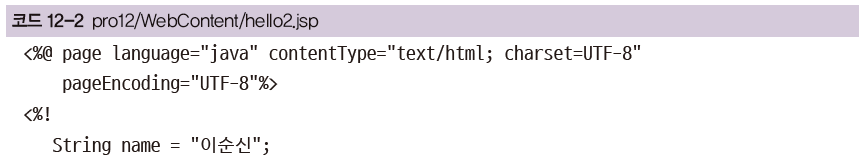 코드 12-2 pro12/WebContent/hello2.jsp
<%@ page language="java" contentType="text/html; charset=UTF-8"
pageEncoding="UTF-8"%>
<%!
String name = "이순신";